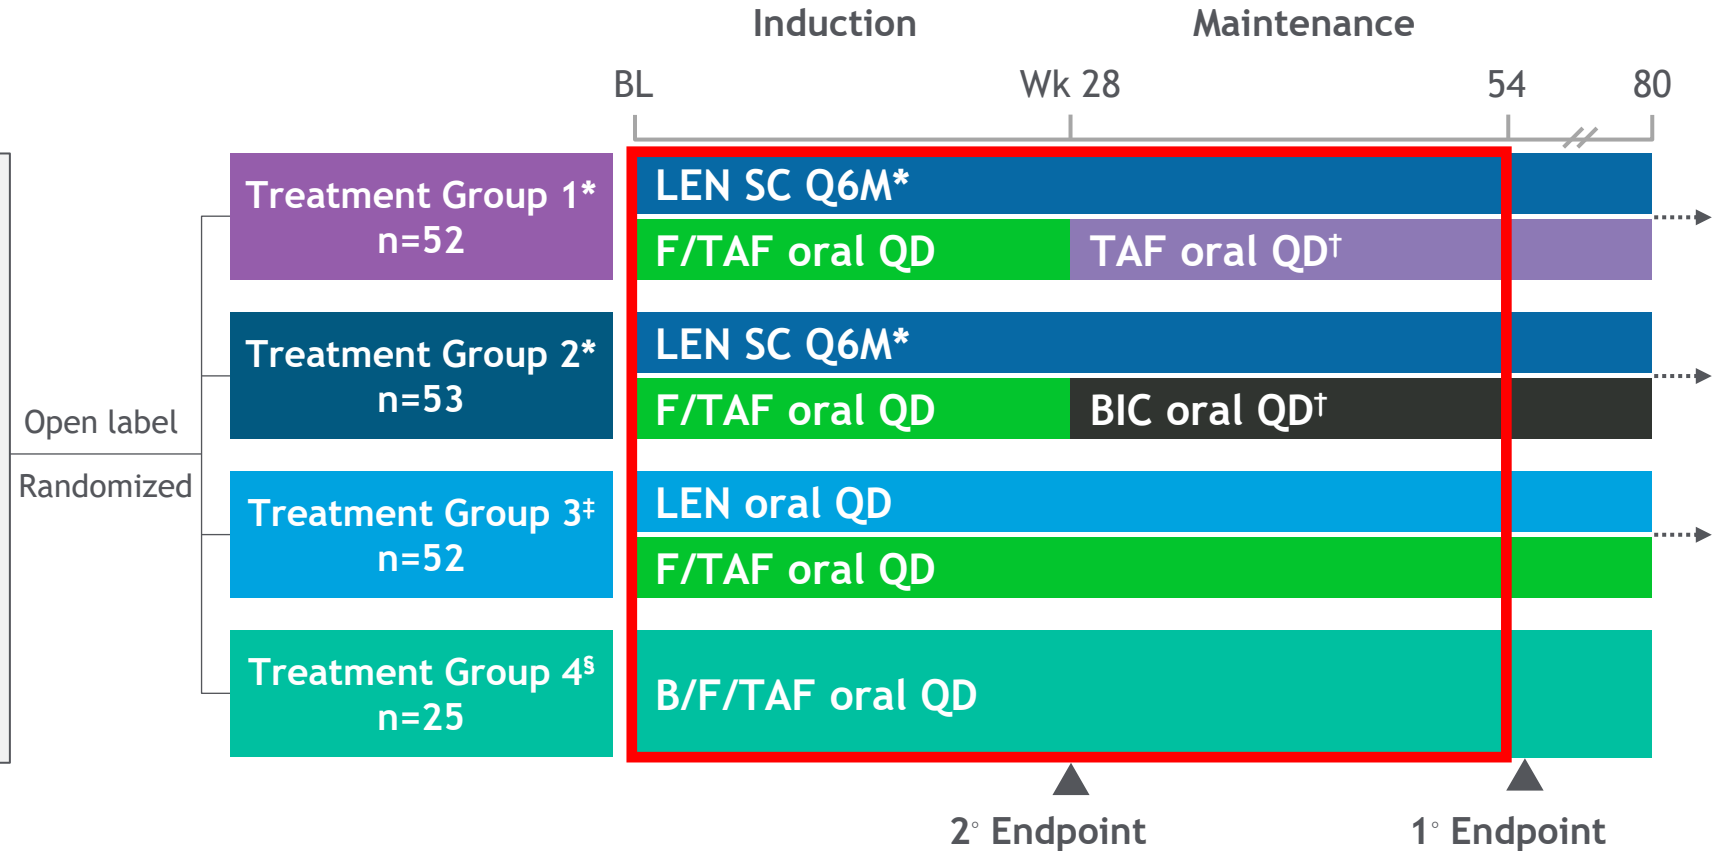 Induction
Maintenance
BL
Wk 28
54
80
Open label
Randomized
Treatment Group 1*
n=52
LEN SC Q6M*
F/TAF oral QD
TAF oral QD†
Treatment Group 2*
n=53
LEN SC Q6M*
F/TAF oral QD
BIC oral QD†
Treatment Group 3‡
n=52
LEN oral QD
F/TAF oral QD
Treatment Group 4§
n=25
B/F/TAF oral QD
2° Endpoint
1° Endpoint